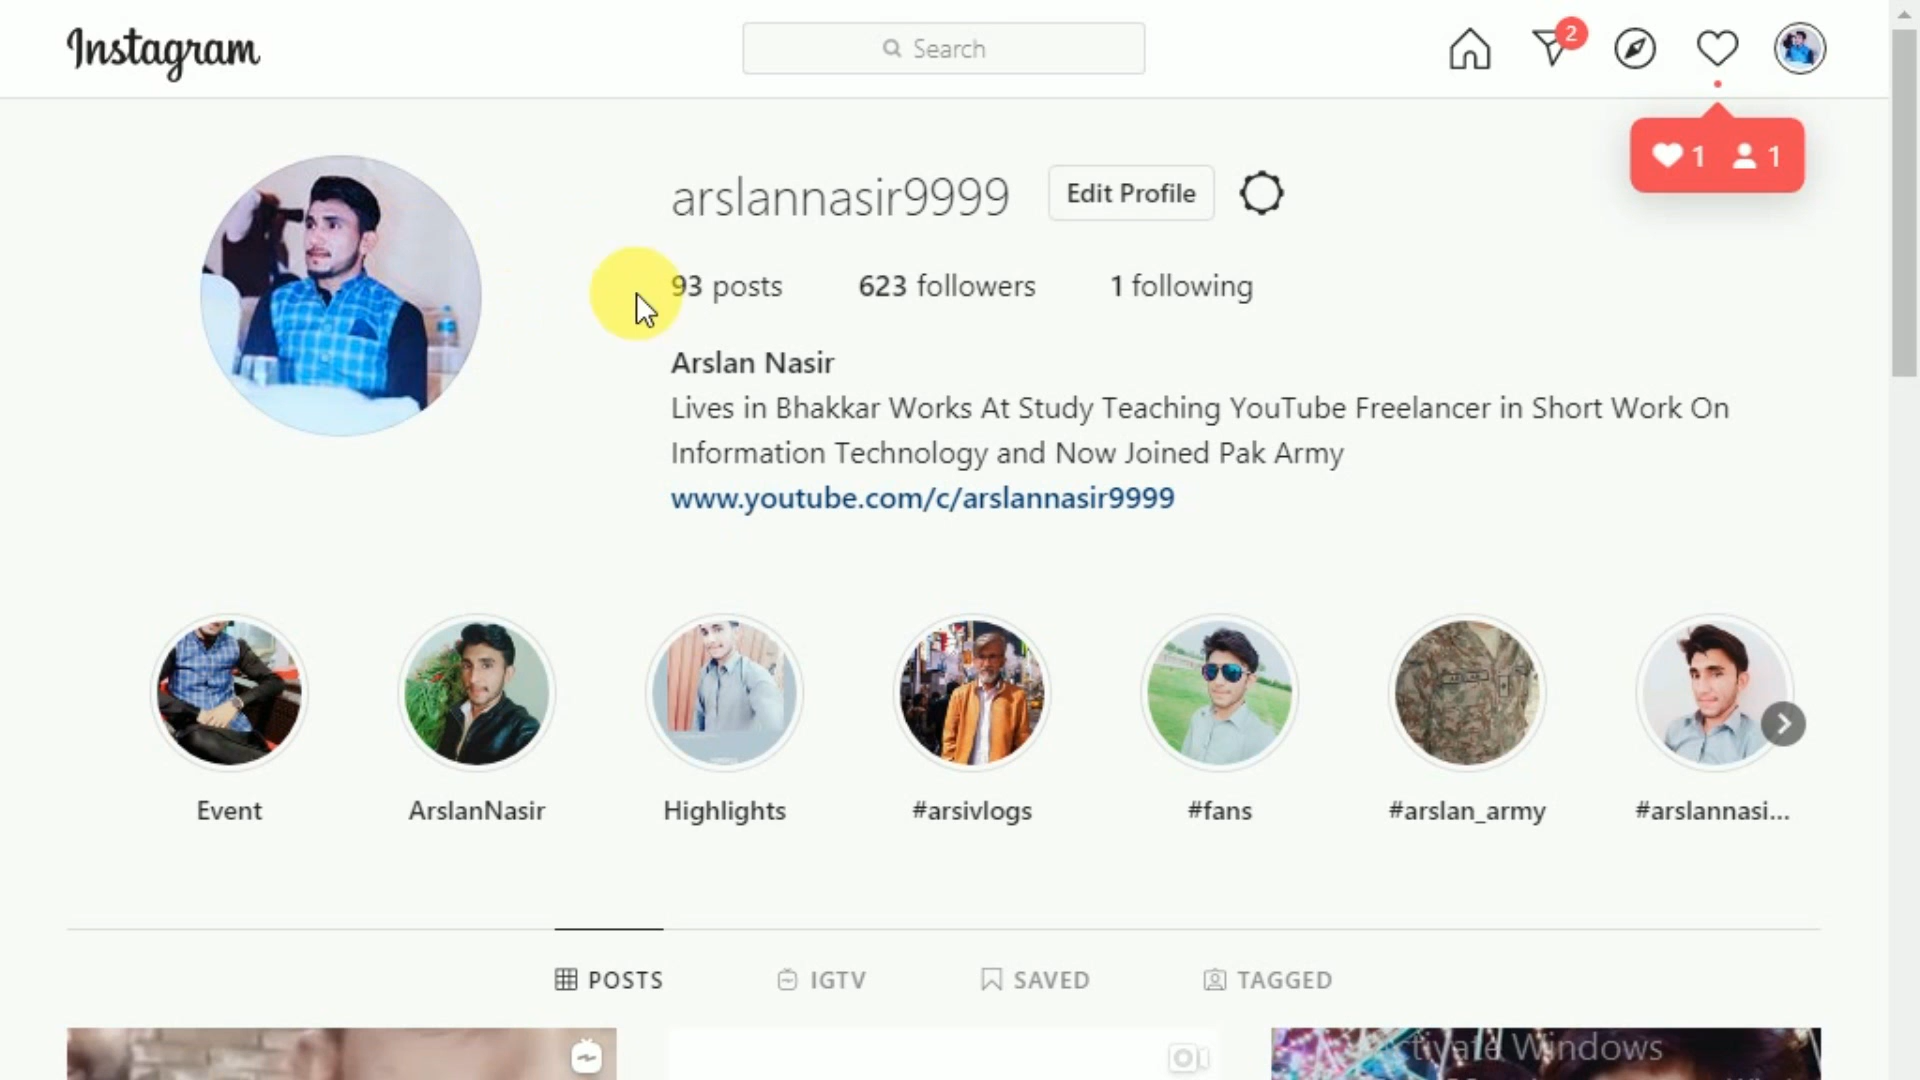 Instagram
Search
2
1 1
arslannasir9999 Edit Profile
93 posts 623 followers 1 following
Arslan Nasir
Lives in Bhakkar Works At Study Teaching YouTube Freelancer in Short Work On
Information Technology and Now Joined Pak Army
www.youtube.com/c/arslannasir9999
Event ArslanNasir Highlights #arsivlogs #fans #arslan_army #arslannasi...
POSTS IGTV SAVED TAGGED
Activate Windows